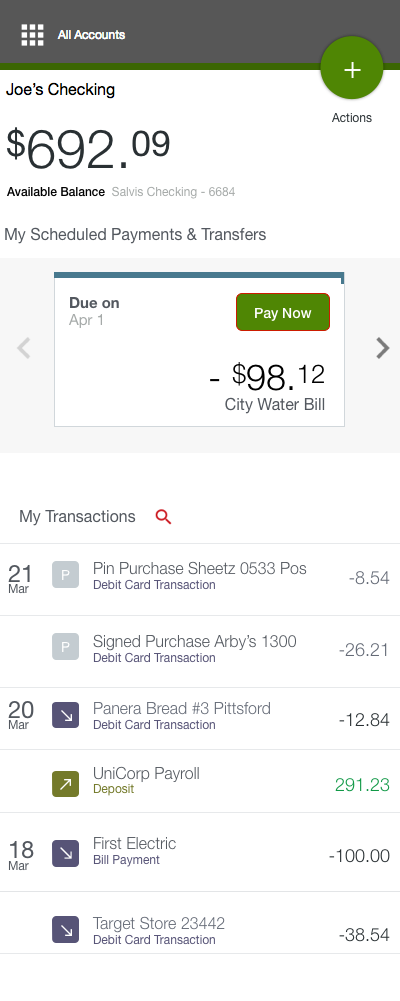 All Accounts
Joe's Checking
Actions
$692.09
Available Balance Salvis Checking - 6684
My Scheduled Payments & Transfers
Due on
Apr 1
Pay Now
- $98.12
City Water Bill
My Transactions
21 P Pin Purchase Sheetz 0533 Pos -8.54
Mar Debit Card Transaction
P Signed Purchase Arby's 1300 -26.21
Debit Card Transaction
20 Panera Bread #3 Pittsford -12.84
Mar Debit Card Transaction
UniCorp Payroll 291.23
Deposit
18 First Electric -100.00
Mar Bill Payment
Target Store 23442 -38.54
Debit Card Transaction